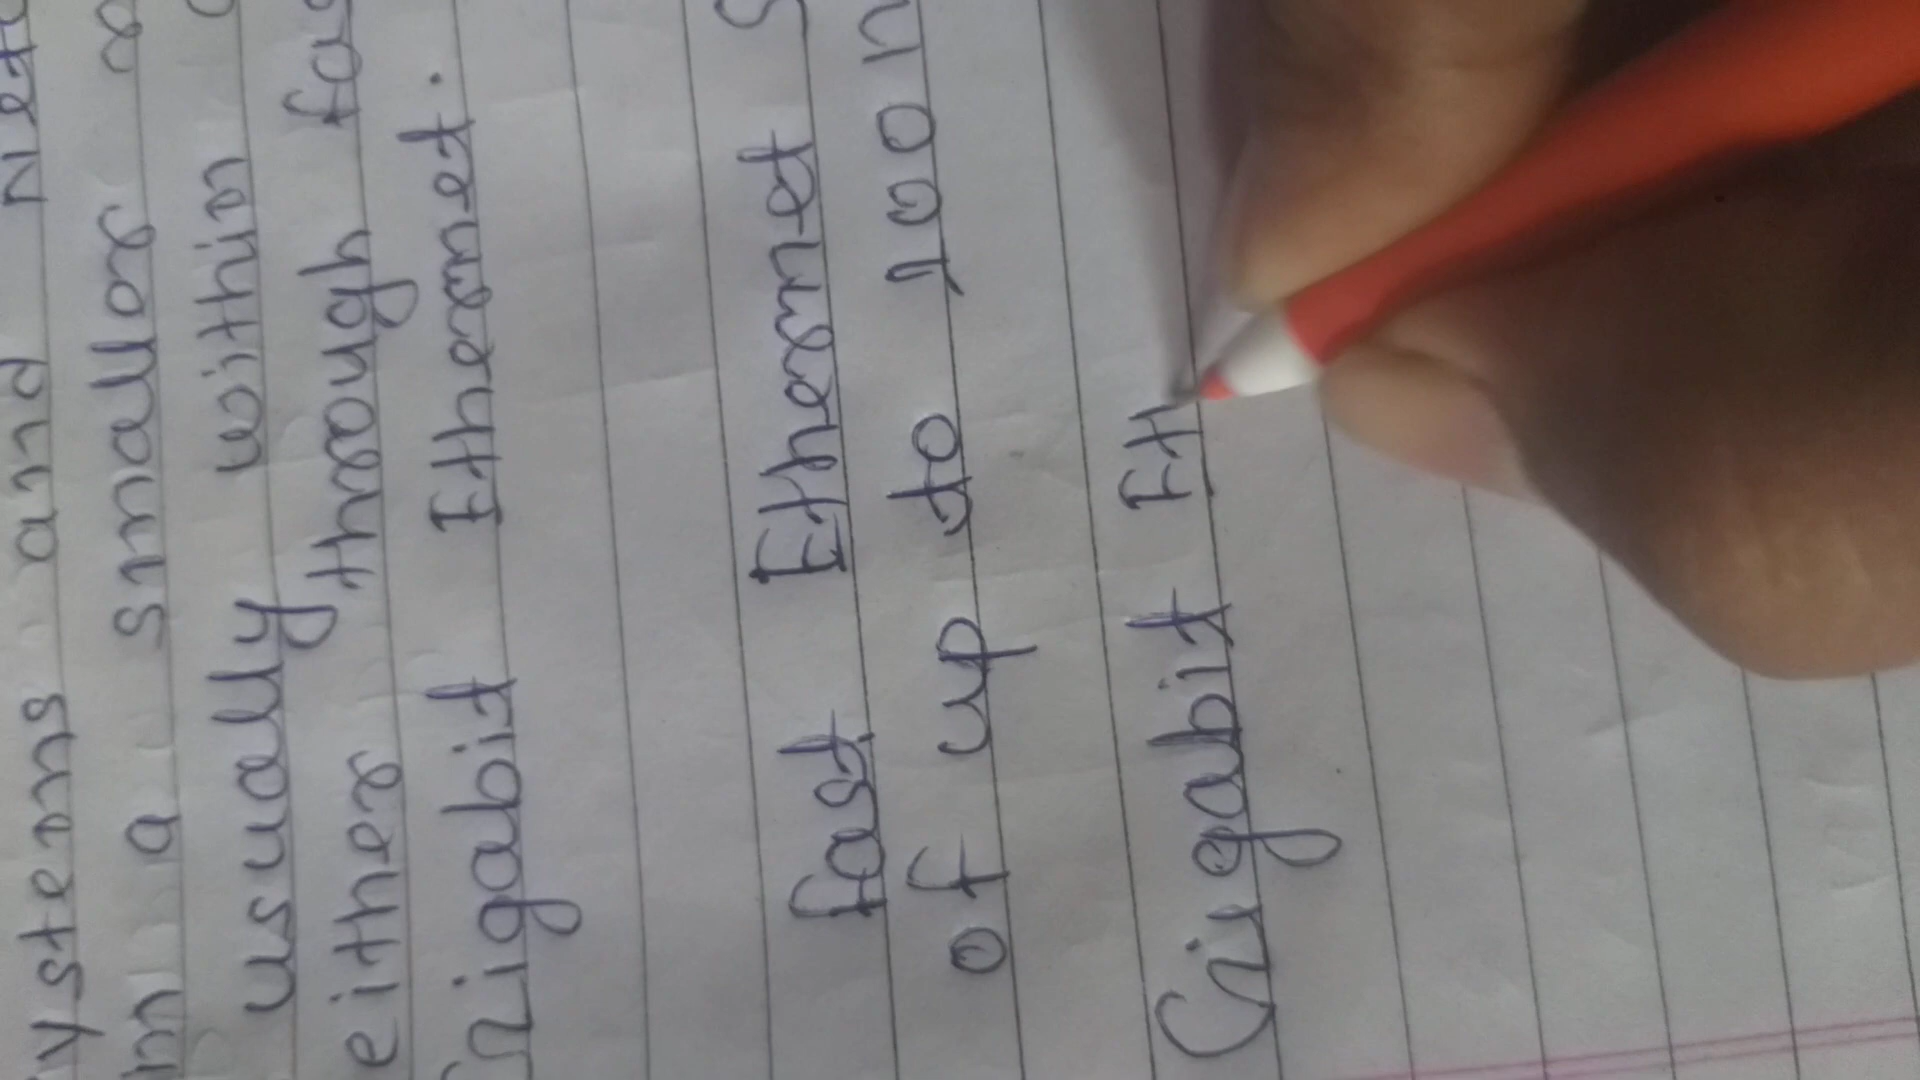 ystems and
in a smaller
usually within
either through
Gigabit Ethernet.
fast Ethernet
of up to 100
Gigabit Eth